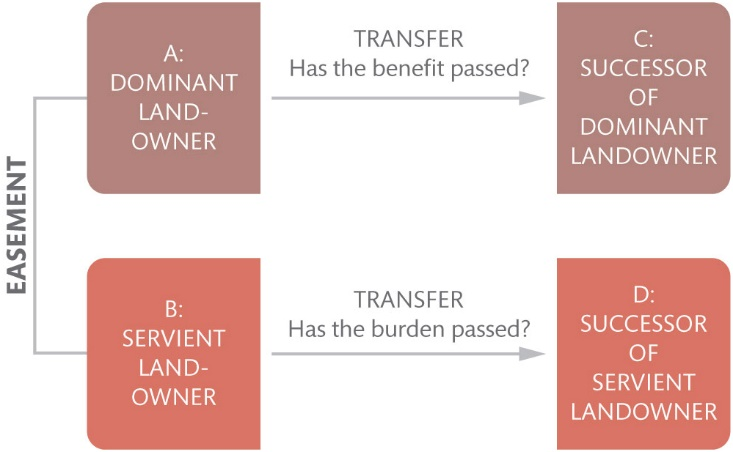 EASEMENT
A:
DOMINANT
LAND-
OWNER
TRANSFER
Has the benefit passed?
C:
SUCCESSOR
OF
DOMINANT
LANDOWNER
B:
SERVIENT
LAND-
OWNER
TRANSFER
Has the burden passed?
D:
SUCCESSOR
OF
SERVIENT
LANDOWNER